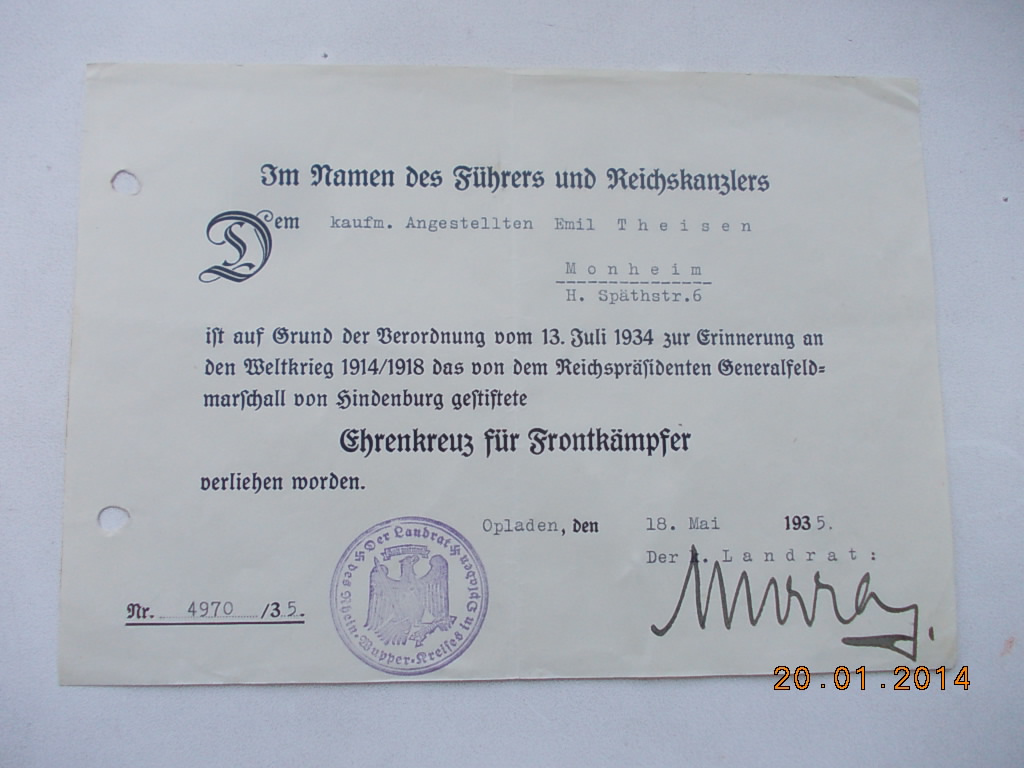 Im Namen des Führers und Reichskanzlers
Dem kaufm. Angestellten Emil Theisen
Monheim
H. Späthstr.6
ist auf Grund der Verordnung vom 13. Juli 1934 zur Erinnerung an
den Weltkrieg 1914/1918 das von dem Reichspräsidenten Generalfeld=
marschall von Hindenburg gestiftete
Ehrenkreuz für Frontkämpfer
verliehen worden.
Opladen, den 18. Mai 1935.
Der Landrat:
Nr. 4970 /35.
Der Landrat
des Rhein-Wupper-Kreises in Opladen
20.01.2014